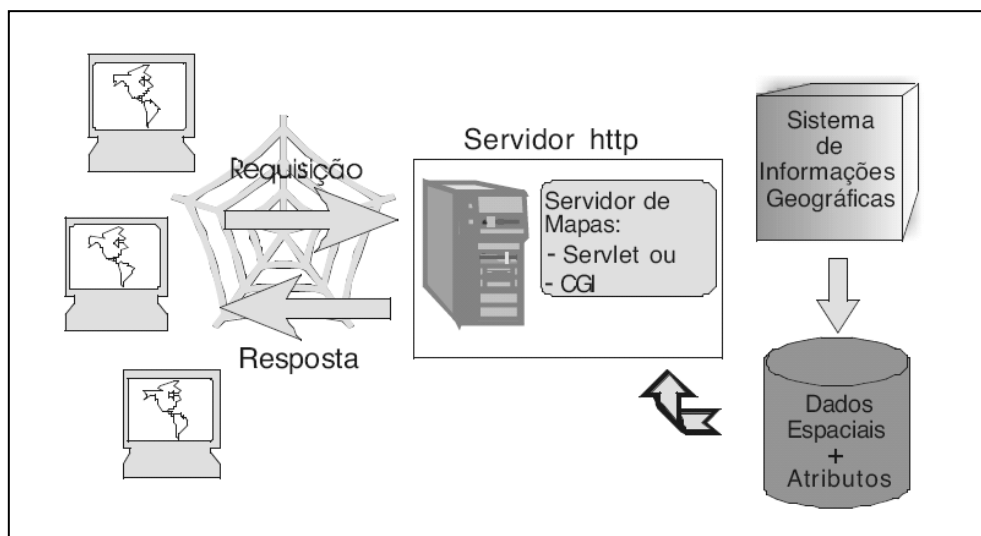 Requisição
Resposta
Servidor http
Servidor de
Mapas:
- Servlet ou
- CGI
Sistema
de
Informações
Geográficas
Dados
Espaciais
+
Atributos